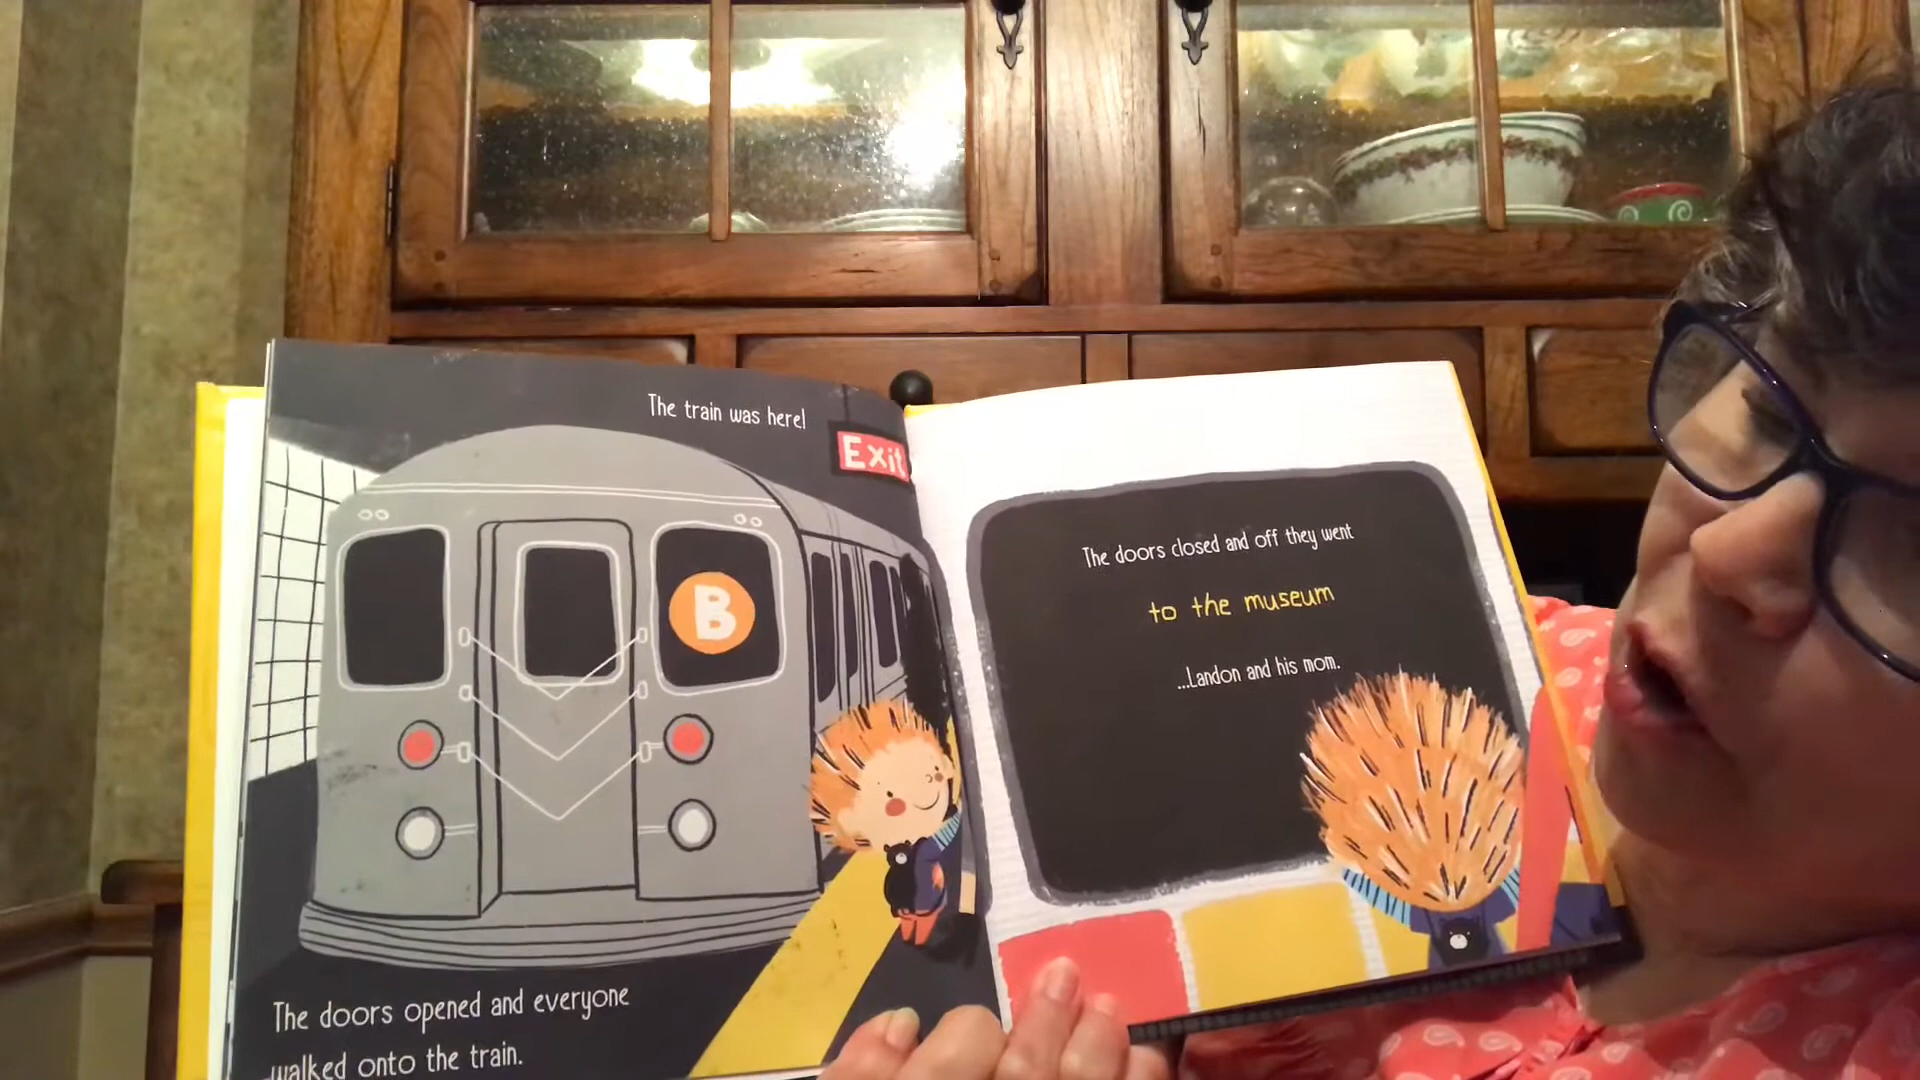 The train was here!
Exit
B
The doors opened and everyone
walked onto the train.
The doors closed and off they went
to the museum
...Landon and his mom.